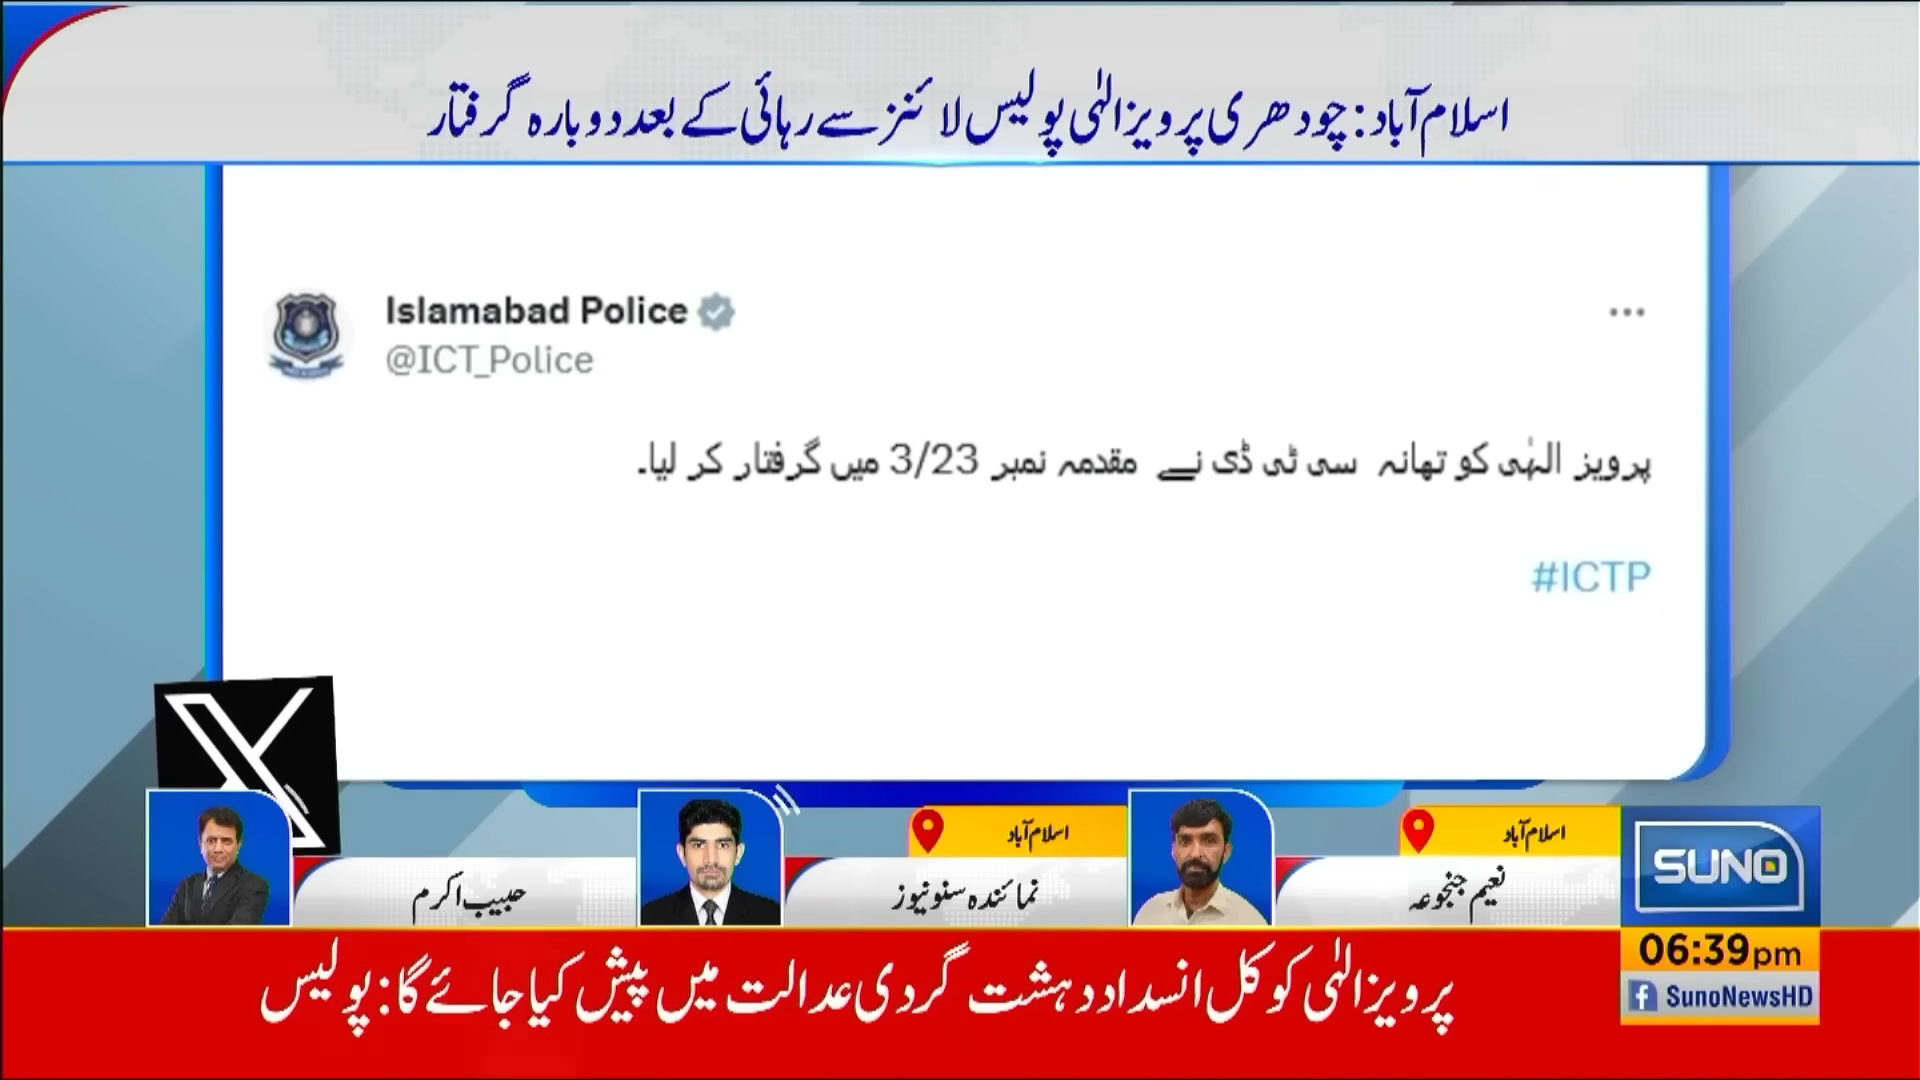 اسلام آباد: چودھری پرویز الٰہی پولیس لائنز سے رہائی کے بعد دوبارہ گرفتار
Islamabad Police
@ICT_Police
پرویز الہٰی کو تھانہ سی ٹی ڈی نے مقدمہ نمبر 3/23 میں گرفتار کر لیا۔
#ICTP
اسلام آباد
اسلام آباد
حبیب اکرم
نمائندہ سنو نیوز
نعیم جنجوعہ
SUNO
پرویز الٰہی کو کل انسداد دہشت گردی عدالت میں پیش کیا جائے گا: پولیس
06:39pm
SunoNewsHD